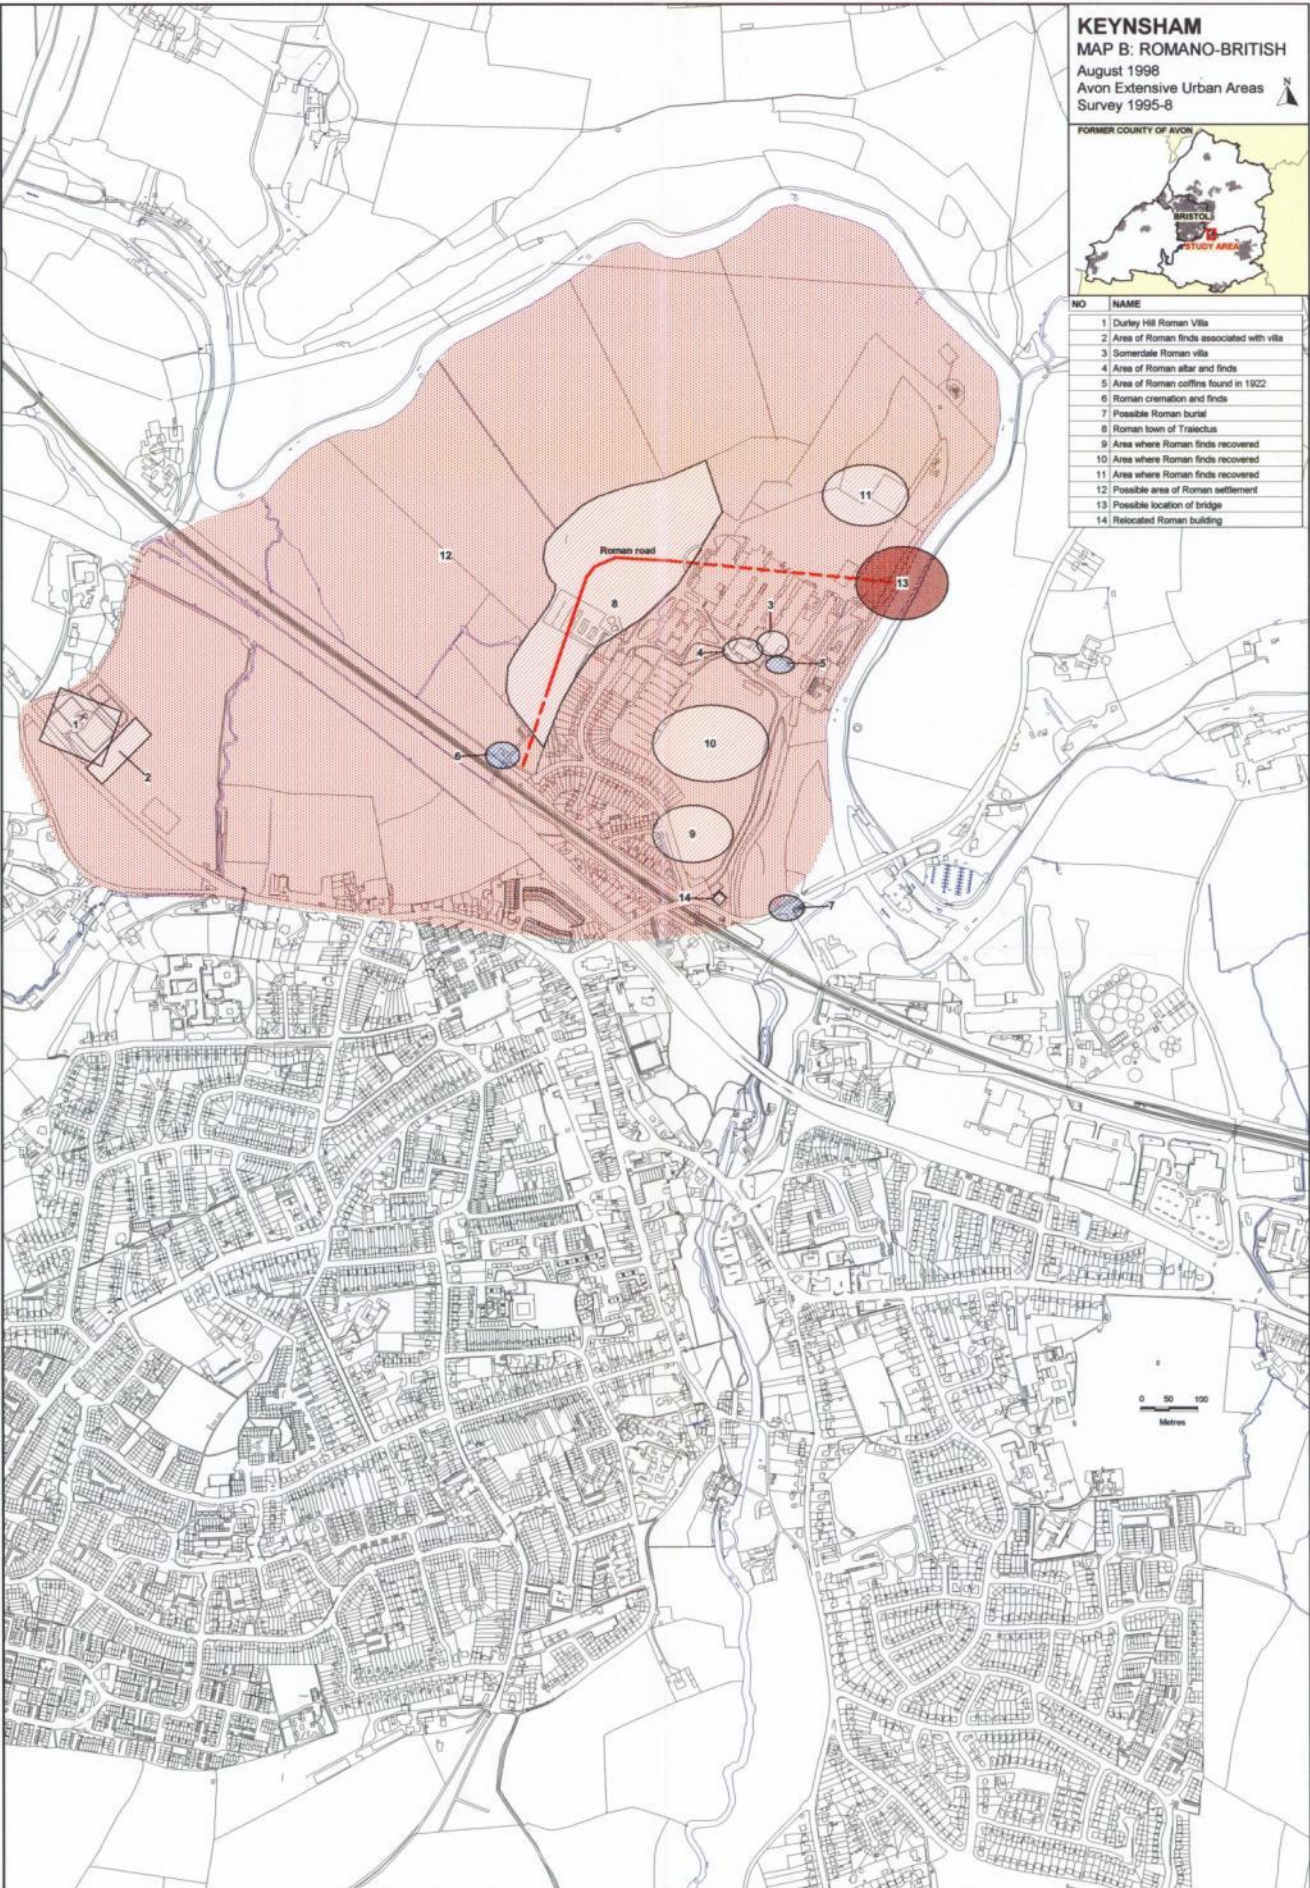 KEYNSHAM
MAP B: ROMANO-BRITISH
August 1998
Avon Extensive Urban Areas
Survey 1995-8
N
FORMER COUNTY OF AVON
BRISTOL
STUDY AREA
NO NAME
1 Durley Hill Roman Villa
2 Area of Roman finds associated with villa
3 Somerdale Roman villa
4 Area of Roman altar and finds
5 Area of Roman coffins found in 1922
6 Roman cremation and finds
7 Possible Roman burial
8 Roman town of Traiectus
9 Area where Roman finds recovered
10 Area where Roman finds recovered
11 Area where Roman finds recovered
12 Possible area of Roman settlement
13 Possible location of bridge
14 Relocated Roman building
11
Roman road
12
13
8
3
4
5
1
10
6
2
9
14
7
0 50 100
Metres